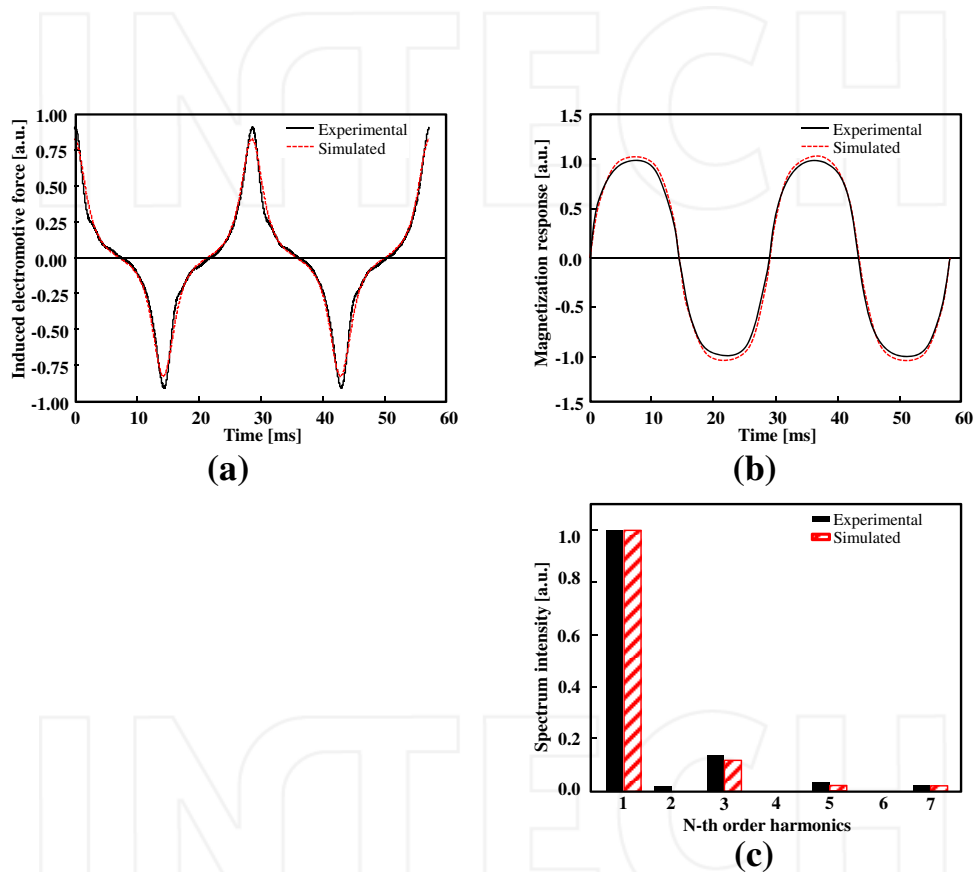 INTECH
1.00
0.75
0.50
0.25
0.00
-0.25
-0.50
-0.75
-1.00
Induced electromotive force [a.u.]
Experimental
Simulated
0 10 20 30 40 50 60
Time [ms]
(a)
1.5
1.0
0.5
0.0
-0.5
-1.0
-1.5
Magnetization response [a.u.]
Experimental
Simulated
0 10 20 30 40 50 60
Time [ms]
(b)
1.0
0.8
0.6
0.4
0.2
0.0
Spectrum intensity [a.u.]
Experimental
Simulated
1 2 3 4 5 6 7
N-th order harmonics
(c)
INTECH